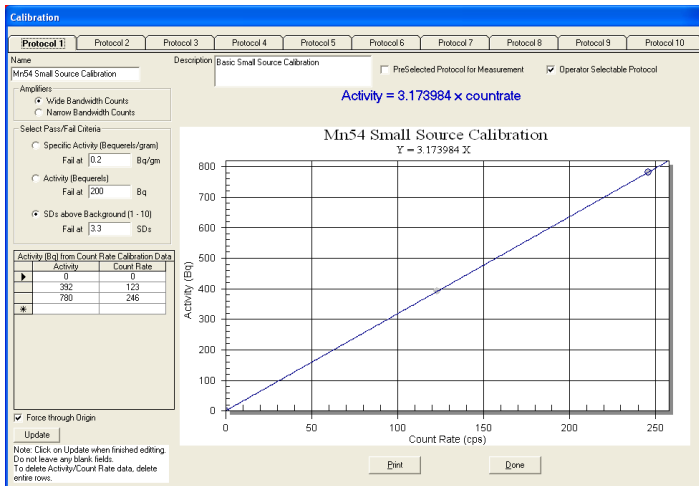 Calibration
Protocol 1 Protocol 2 Protocol 3 Protocol 4 Protocol 5 Protocol 6 Protocol 7 Protocol 8 Protocol 9 Protocol 10
Name
Mn54 Small Source Calibration
Description
Basic Small Source Calibration
PreSelected Protocol for Measurement
Operator Selectable Protocol
Amplifiers
Wide Bandwidth Counts
Narrow Bandwidth Counts
Activity = 3.173984 x countrate
Select Pass/Fail Criteria
Specific Activity (Bequerels/gram)
Fail at 0.2 Bq/gm
Activity (Bequerels)
Fail at 200 Bq
SDs above Background (1 - 10)
Fail at 3.3 SDs
Activity (Bq) from Count Rate Calibration Data
Activity Count Rate
0 0
392 123
780 246
Force through Origin
Update
Note: Click on Update when finished editting.
Do not leave any blank fields.
To delete Activity/Count Rate data, delete
entire rows.
Mn54 Small Source Calibration
Y = 3.173984 X
Activity (Bq)
800
700
600
500
400
300
200
100
0
0 50 100 150 200 250
Count Rate (cps)
Print
Done